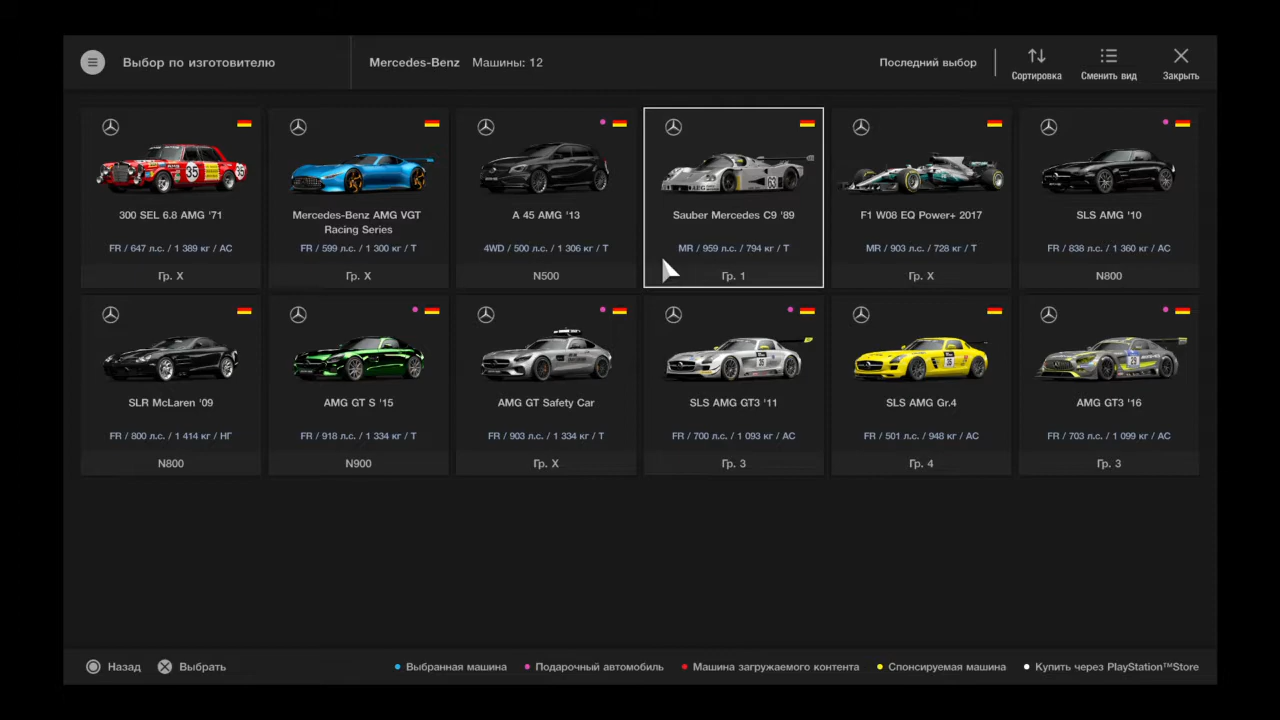 Выбор по изготовителю
Mercedes-Benz Машины: 12
Последний выбор
Сортировка
Сменить вид
Закрыть
300 SEL 6.8 AMG '71
FR / 647 л.с. / 1 389 кг / АС
Гр. X
Mercedes-Benz AMG VGT
Racing Series
FR / 599 л.с. / 1 300 кг / Т
Гр. X
A 45 AMG '13
4WD / 500 л.с. / 1 306 кг / Т
N500
Sauber Mercedes C9 '89
MR / 959 л.с. / 794 кг / Т
Гр. 1
F1 W08 EQ Power+ 2017
MR / 903 л.с. / 728 кг / Т
Гр. X
SLS AMG '10
FR / 838 л.с. / 1 360 кг / АС
N800
SLR McLaren '09
FR / 800 л.с. / 1 414 кг / НГ
N800
AMG GT S '15
FR / 918 л.с. / 1 334 кг / Т
N900
AMG GT Safety Car
FR / 903 л.с. / 1 334 кг / Т
Гр. X
SLS AMG GT3 '11
FR / 700 л.с. / 1 093 кг / АС
Гр. 3
SLS AMG Gr.4
FR / 501 л.с. / 948 кг / АС
Гр. 4
AMG GT3 '16
FR / 703 л.с. / 1 099 кг / АС
Гр. 3
Назад
Выбрать
Выбранная машина
Подарочный автомобиль
Машина загружаемого контента
Спонсируемая машина
Купить через PlayStation™Store
35
63